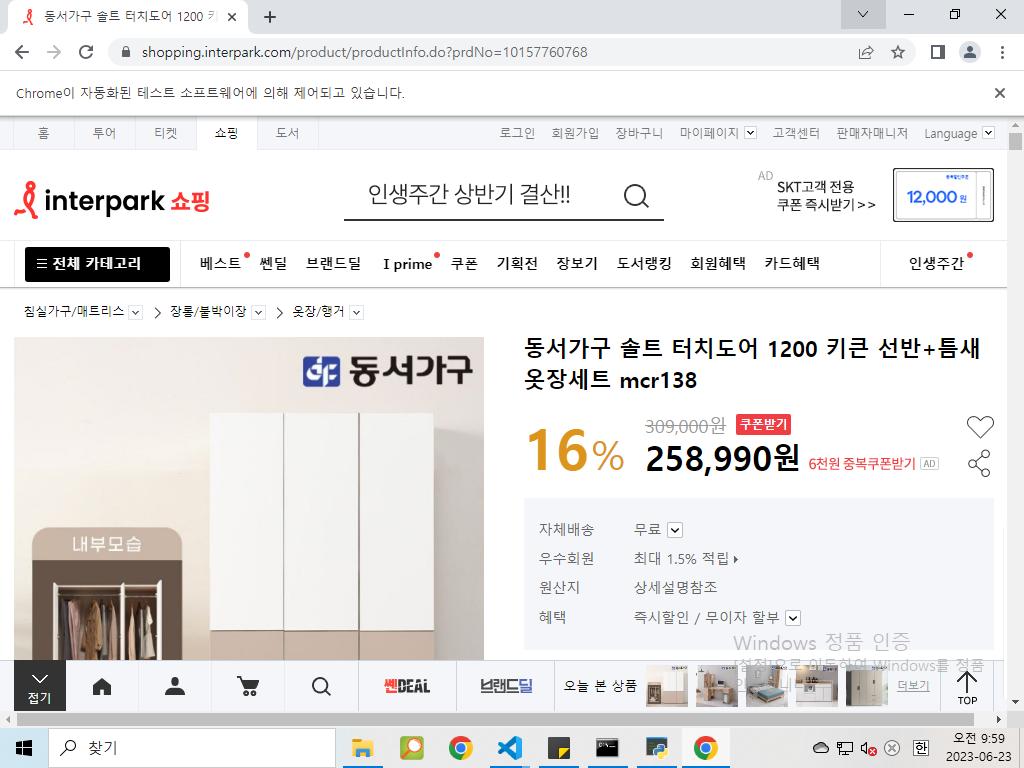 동서가구 솔트 터치도어 1200 키
shopping.interpark.com/product/productInfo.do?prdNo=10157760768
Chrome이 자동화된 테스트 소프트웨어에 의해 제어되고 있습니다.
홈 투어 티켓 쇼핑 도서 로그인 회원가입 장바구니 마이페이지 고객센터 판매자매니저 Language
interpark 쇼핑
인생주간 상반기 결산!!
AD
SKT고객 전용
쿠폰 즉시받기>>
12,000 원
전체 카테고리 베스트 쎈딜 브랜드딜 I prime 쿠폰 기획전 장보기 도서랭킹 회원혜택 카드혜택 인생주간
침실가구/매트리스 > 장롱/붙박이장 > 옷장/행거
동서가구
내부모습
동서가구 솔트 터치도어 1200 키큰 선반+틈새
옷장세트 mcr138
16%
309,000원 쿠폰받기
258,990원 6천원 중복쿠폰받기 AD
자체배송 무료
우수회원 최대 1.5% 적립
원산지 상세설명참조
혜택 즉시할인 / 무이자 할부
Windows 정품 인증
[설정]으로 이동하여 Windows를 정품
접기 쎈DEAL 브랜드딜 오늘 본 상품 더보기 TOP
찾기
한
오전 9:59
2023-06-23